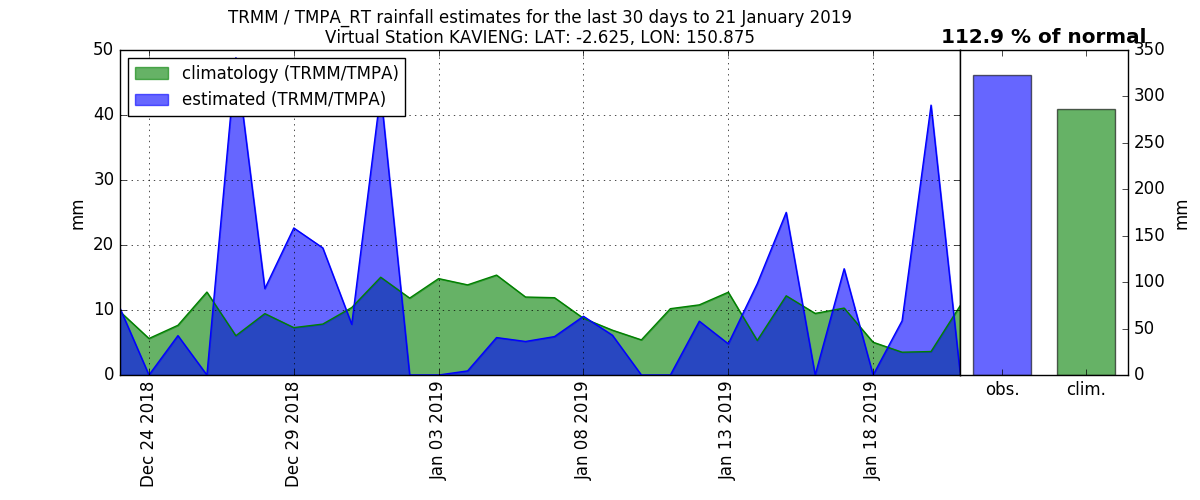 TRMM / TMPA_RT rainfall estimates for the last 30 days to 21 January 2019
Virtual Station KAVIENG: LAT: -2.625, LON: 150.875
112.9 % of normal
climatology (TRMM/TMPA)
estimated (TRMM/TMPA)
mm
50
40
30
20
10
0
Dec 24 2018
Dec 29 2018
Jan 03 2019
Jan 08 2019
Jan 13 2019
Jan 18 2019
350
300
250
200
150
100
50
0
mm
obs.
clim.